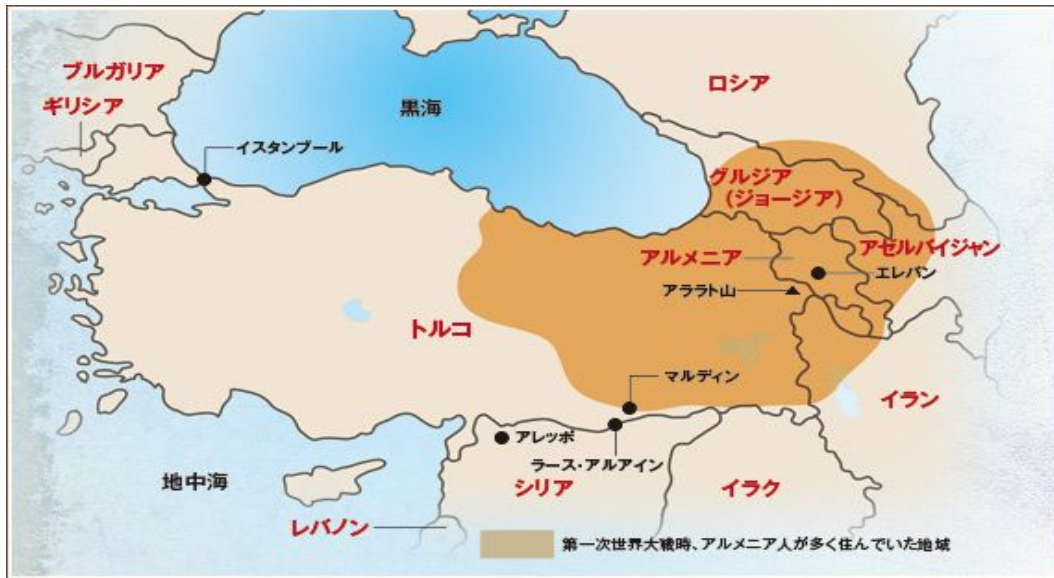 ブルガリア
ギリシア
黒海
ロシア
イスタンブール
グルジア
(ジョージア)
アルメニア
アゼルバイジャン
エレバン
アララト山
トルコ
マルディン
イラン
アレッポ
ラース・アルアイン
地中海
シリア
イラク
レバノン
第一次世界大戦時、アルメニア人が多く住んでいた地域